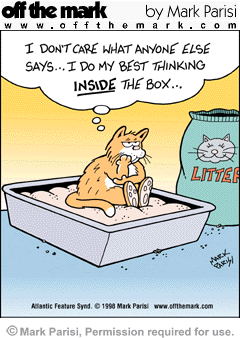 off the mark by Mark Parisi
www.offthemark.com
I DON'T CARE WHAT ANYONE ELSE
SAYS... I DO MY BEST THINKING
INSIDE THE BOX...
LITTER
MARK
PARISI
Atlantic Feature Synd. © 1998 Mark Parisi www.offthemark.com
© Mark Parisi, Permission required for use.